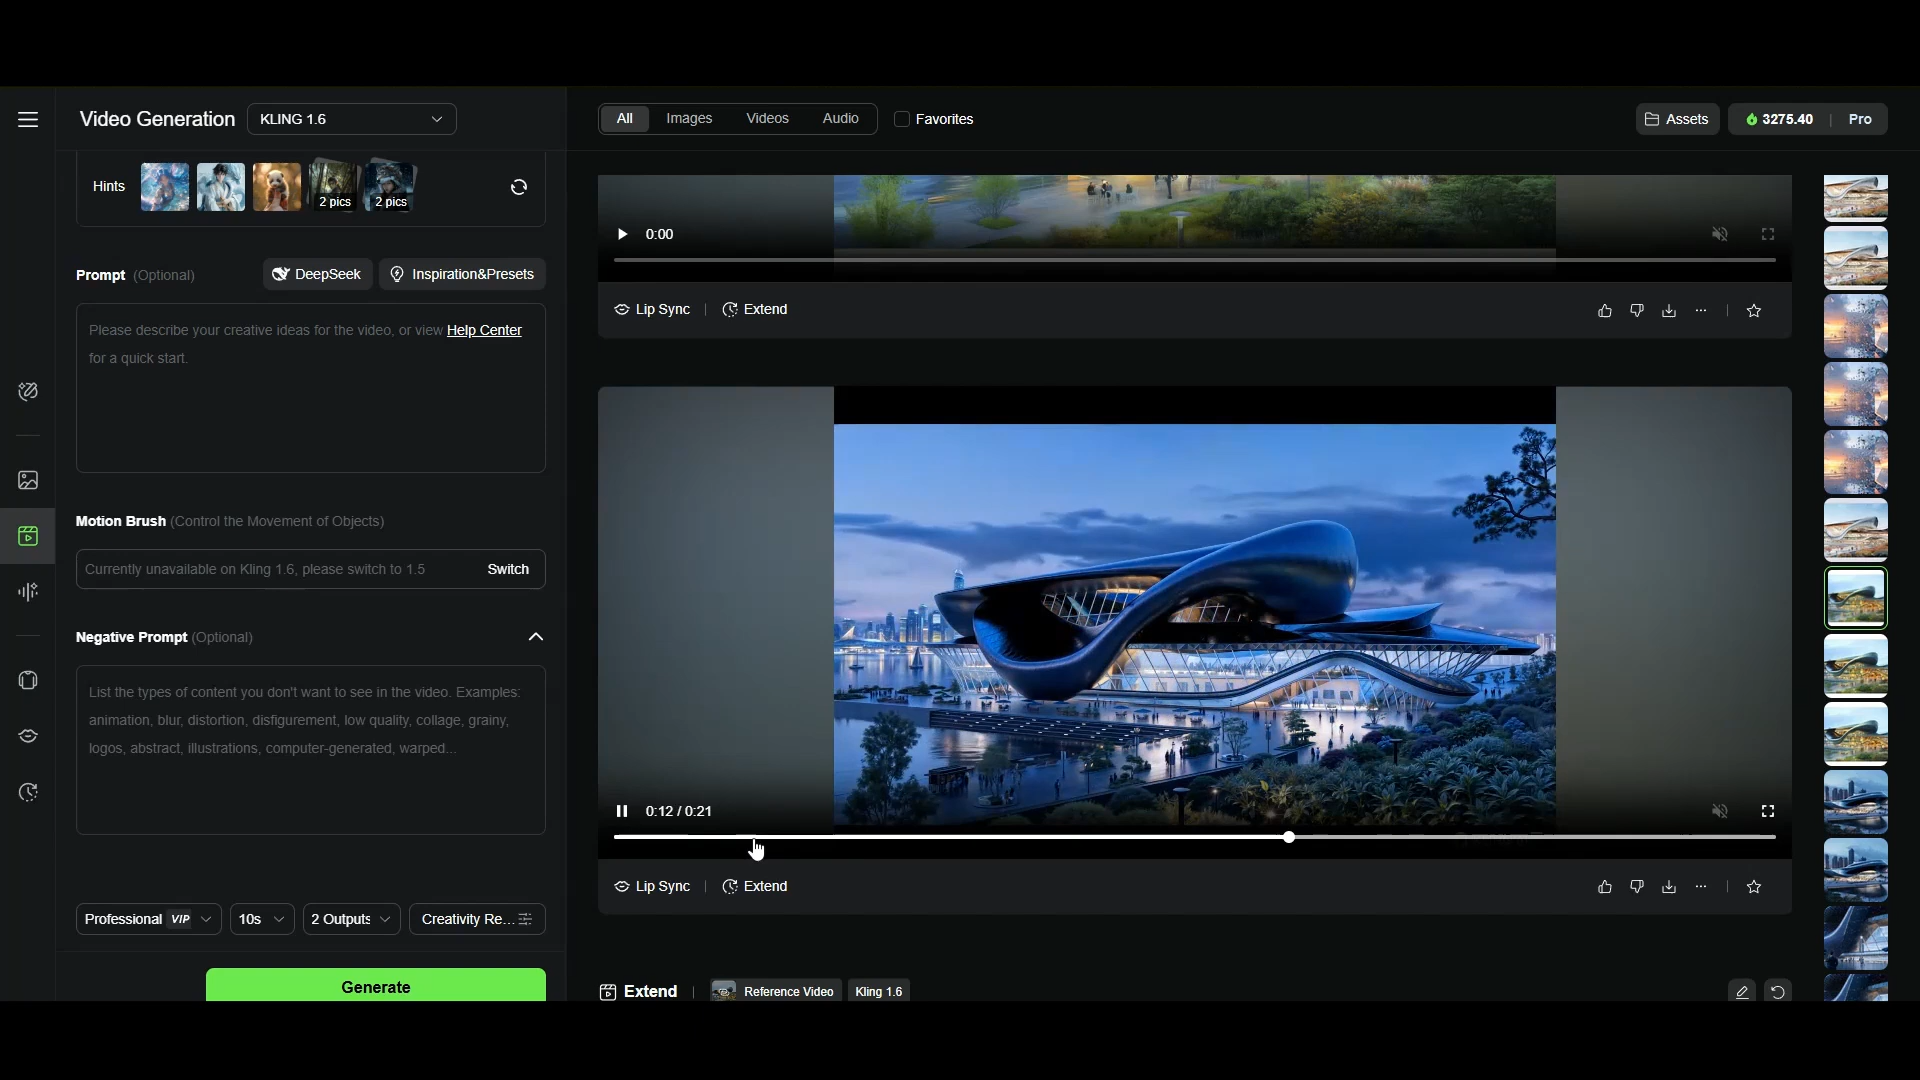 Video Generation
KLING 1.6
All
Images
Videos
Audio
Favorites
Assets
3275.40
Pro
Hints
2 pics
2 pics
0:00
Prompt (Optional)
DeepSeek
Inspiration&Presets
Please describe your creative ideas for the video, or view Help Center
for a quick start.
Lip Sync
Extend
Motion Brush (Control the Movement of Objects)
Currently unavailable on Kling 1.6, please switch to 1.5
Switch
Negative Prompt (Optional)
List the types of content you don't want to see in the video. Examples:
animation, blur, distortion, disfigurement, low quality, collage, grainy,
logos, abstract, illustrations, computer-generated, warped...
0:12 / 0:21
Lip Sync
Extend
Professional VIP
10s
2 Outputs
Creativity Re...
Generate
Extend
Reference Video
Kling 1.6